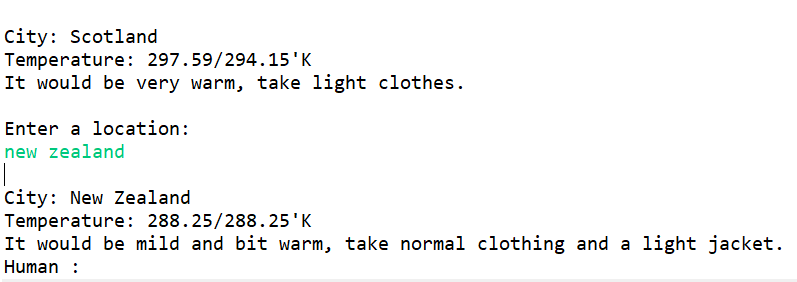 City: Scotland
Temperature: 297.59/294.15'K
It would be very warm, take light clothes.
Enter a location:
new zealand
City: New Zealand
Temperature: 288.25/288.25'K
It would be mild and bit warm, take normal clothing and a light jacket.
Human :